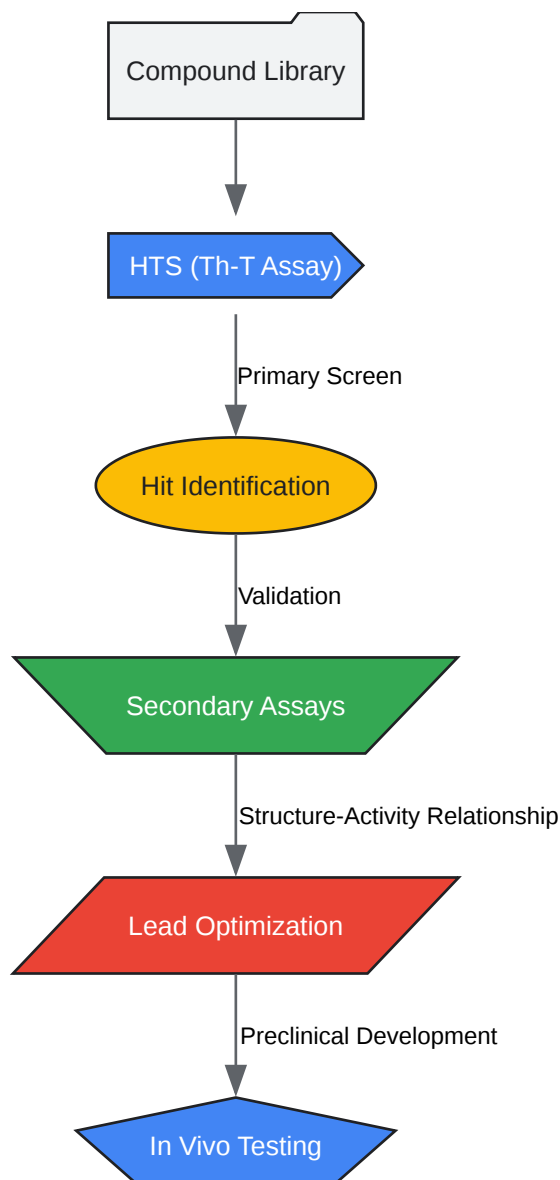 Compound Library
HTS (Th-T Assay)
Primary Screen
Hit Identification
Validation
Secondary Assays
Structure-Activity Relationship
Lead Optimization
Preclinical Development
In Vivo Testing